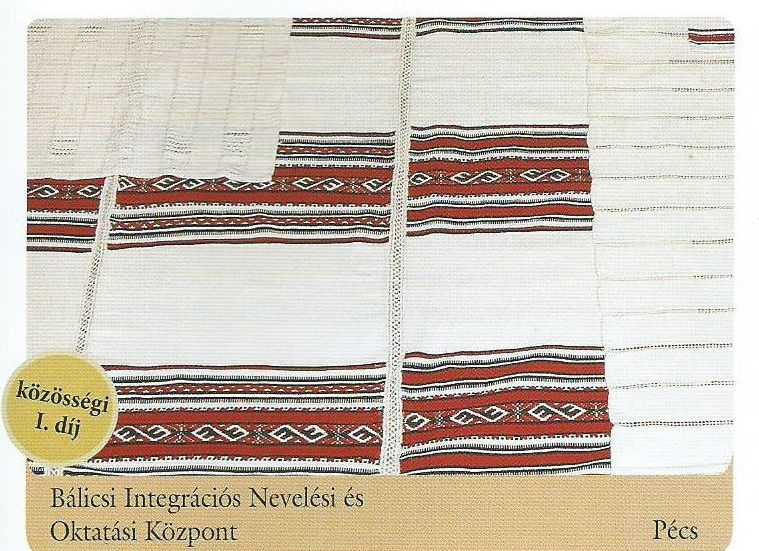 közösségi
I. díj
Bálicsi Integrációs Nevelési és
Oktatási Központ
Pécs